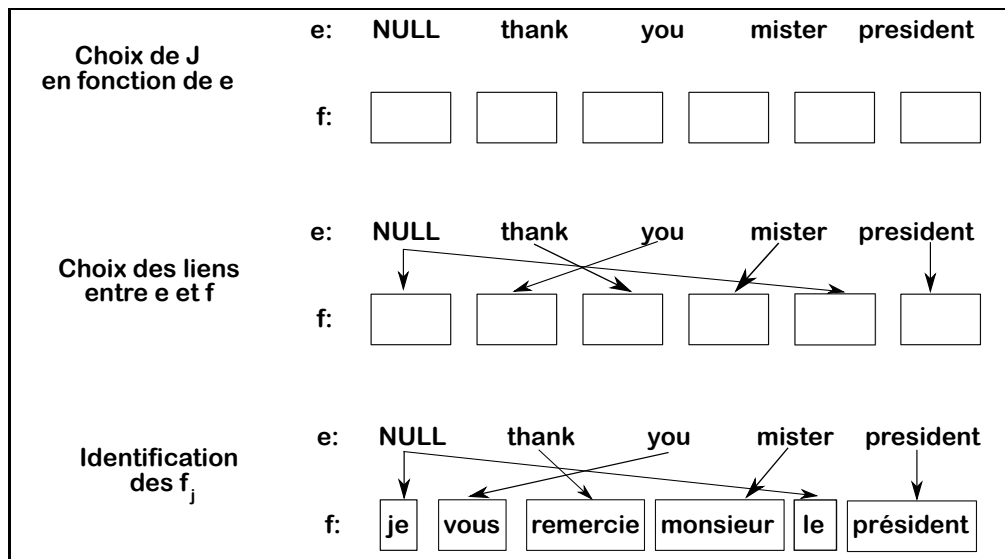 e: NULL thank you mister president
Choix de J
en fonction de e
f:
e: NULL thank you mister president
Choix des liens
entre e et f
f:
e: NULL thank you mister president
Identification
des f_j
f: je vous remercie monsieur le président